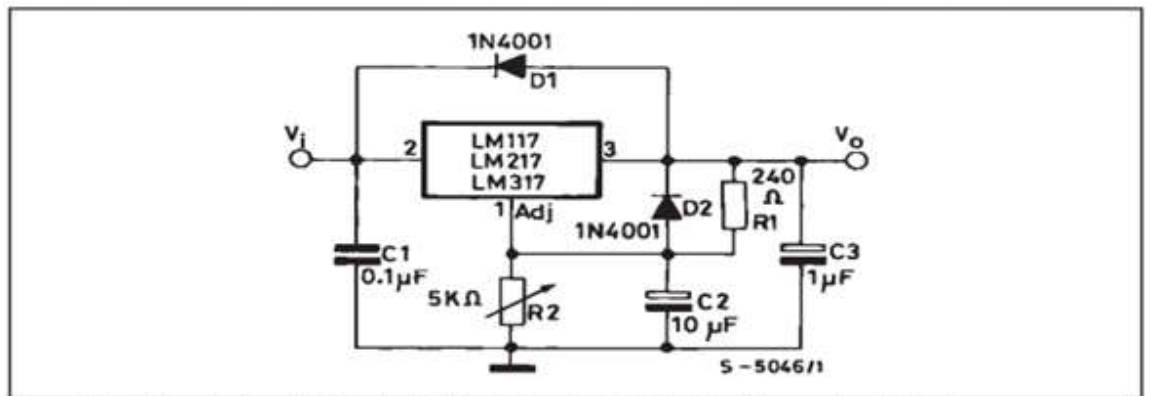 1N4001
D1
Vi
2
LM117
LM217
LM317
3
Vo
1
Adj
D2
1N4001
240
Ω
R1
C1
0.1µF
5KΩ
R2
C2
10 µF
C3
1µF
S-5046/1